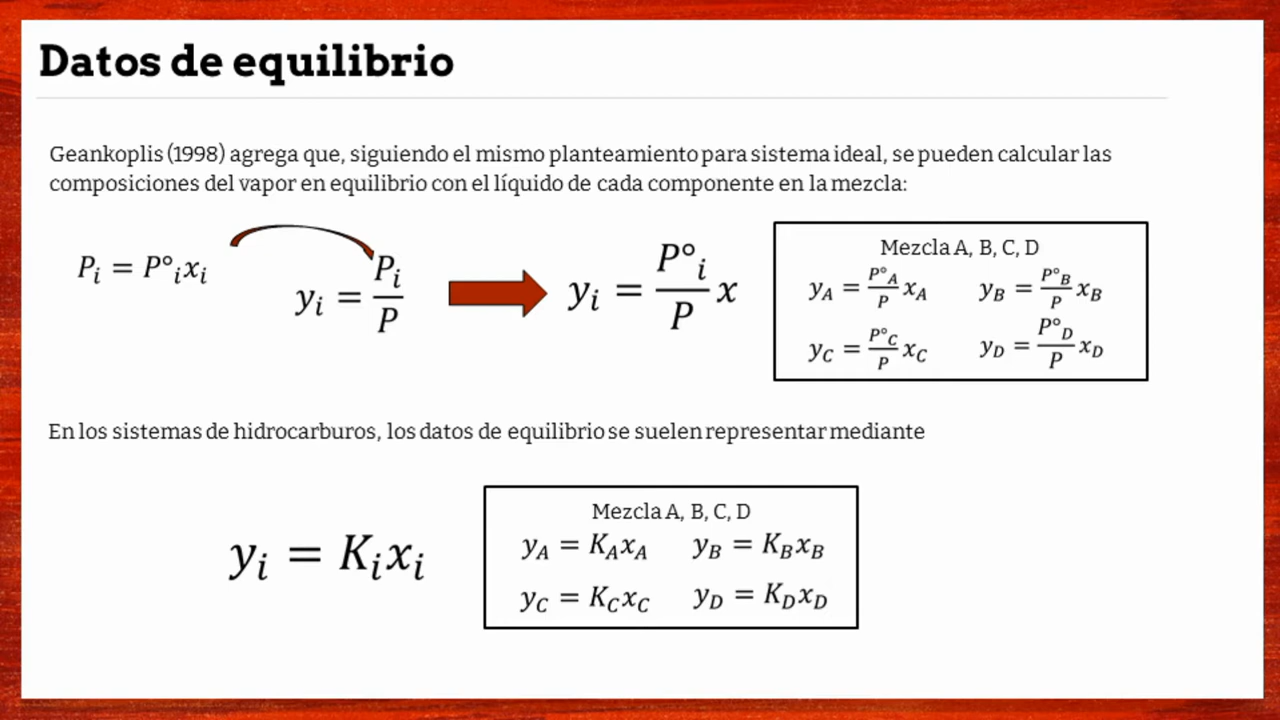 Datos de equilibrio
Geankoplis (1998) agrega que, siguiendo el mismo planteamiento para sistema ideal, se pueden calcular las
composiciones del vapor en equilibrio con el líquido de cada componente en la mezcla:
P_i = P°_i x_i
y_i = P_i / P
y_i = P°_i / P x
Mezcla A, B, C, D
y_A = P°_A / P x_A y_B = P°_B / P x_B
y_C = P°_C / P x_C y_D = P°_D / P x_D
En los sistemas de hidrocarburos, los datos de equilibrio se suelen representar mediante
y_i = K_i x_i
Mezcla A, B, C, D
y_A = K_A x_A y_B = K_B x_B
y_C = K_C x_C y_D = K_D x_D